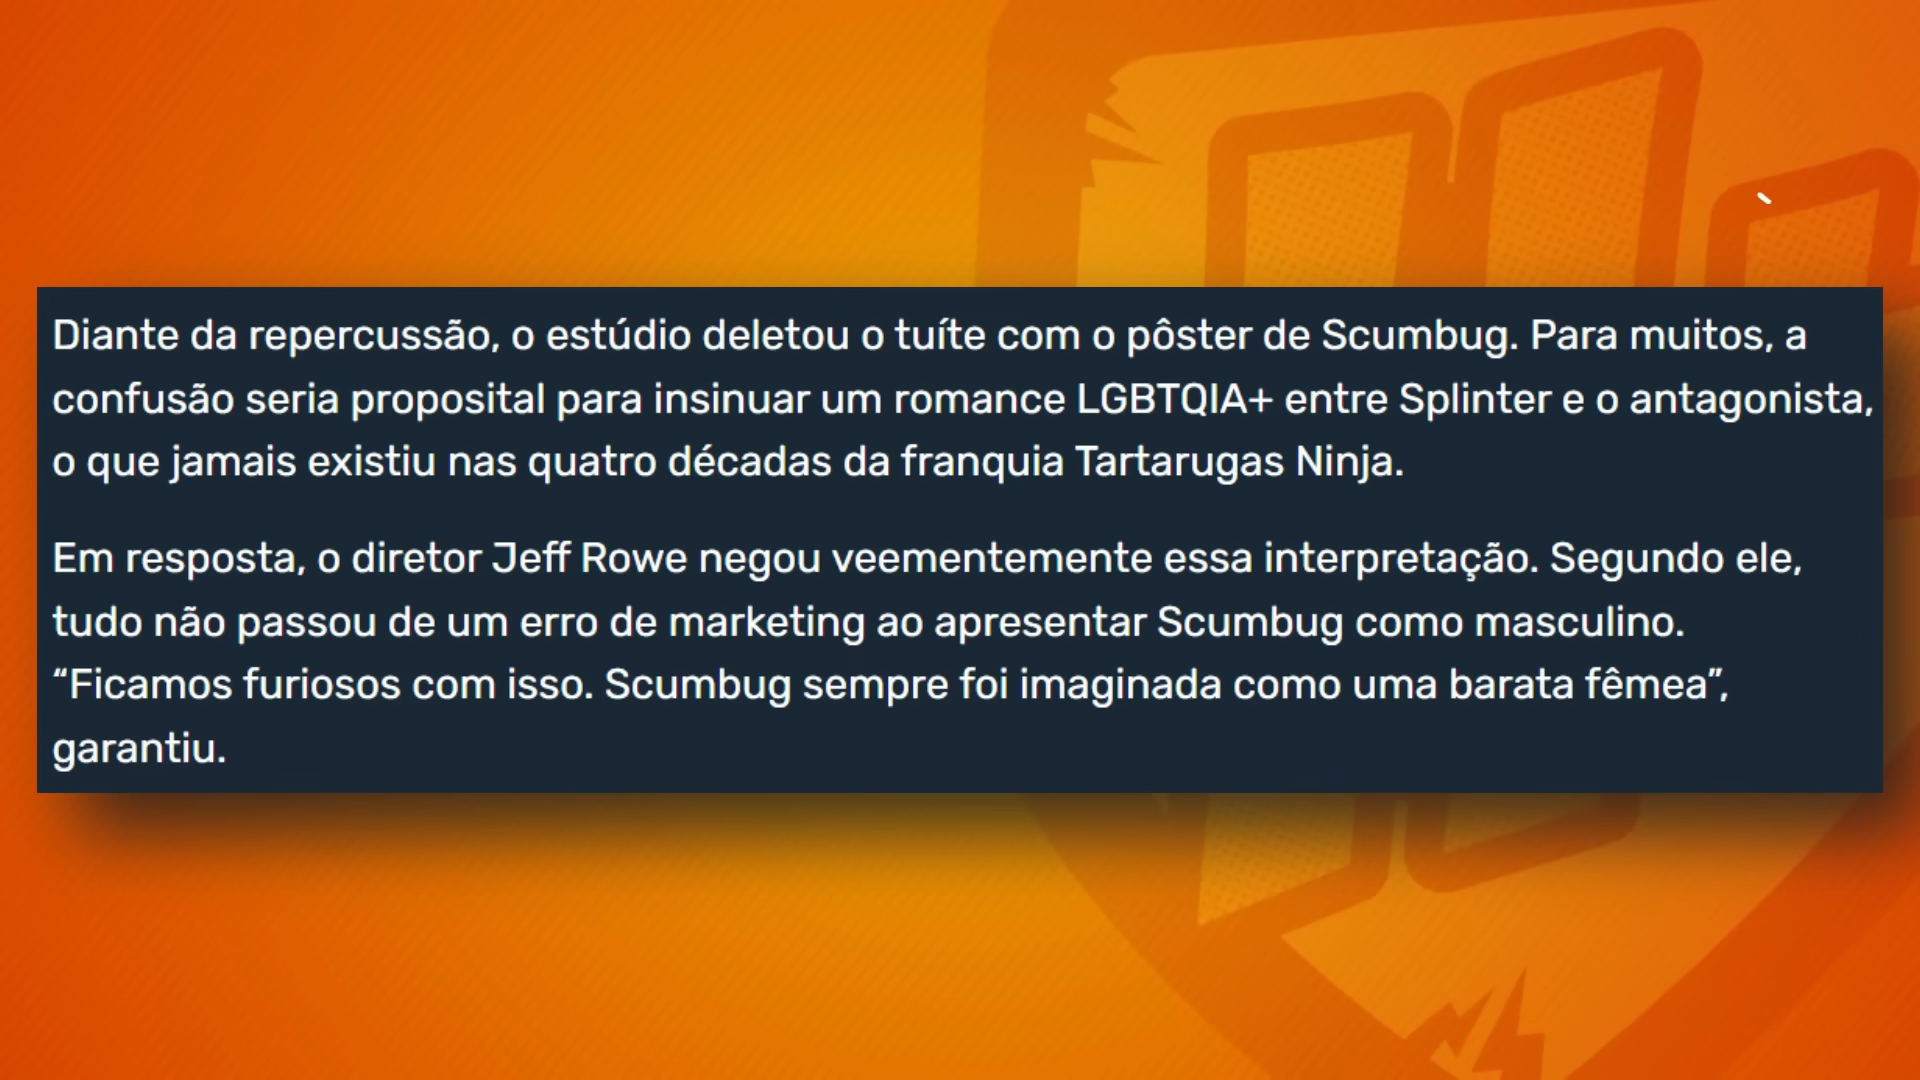 Diante da repercussão, o estúdio deletou o tuíte com o pôster de Scumbug. Para muitos, a
confusão seria proposital para insinuar um romance LGBTQIA+ entre Splinter e o antagonista,
o que jamais existiu nas quatro décadas da franquia Tartarugas Ninja.
Em resposta, o diretor Jeff Rowe negou veementemente essa interpretação. Segundo ele,
tudo não passou de um erro de marketing ao apresentar Scumbug como masculino.
“Ficamos furiosos com isso. Scumbug sempre foi imaginada como uma barata fêmea”,
garantiu.